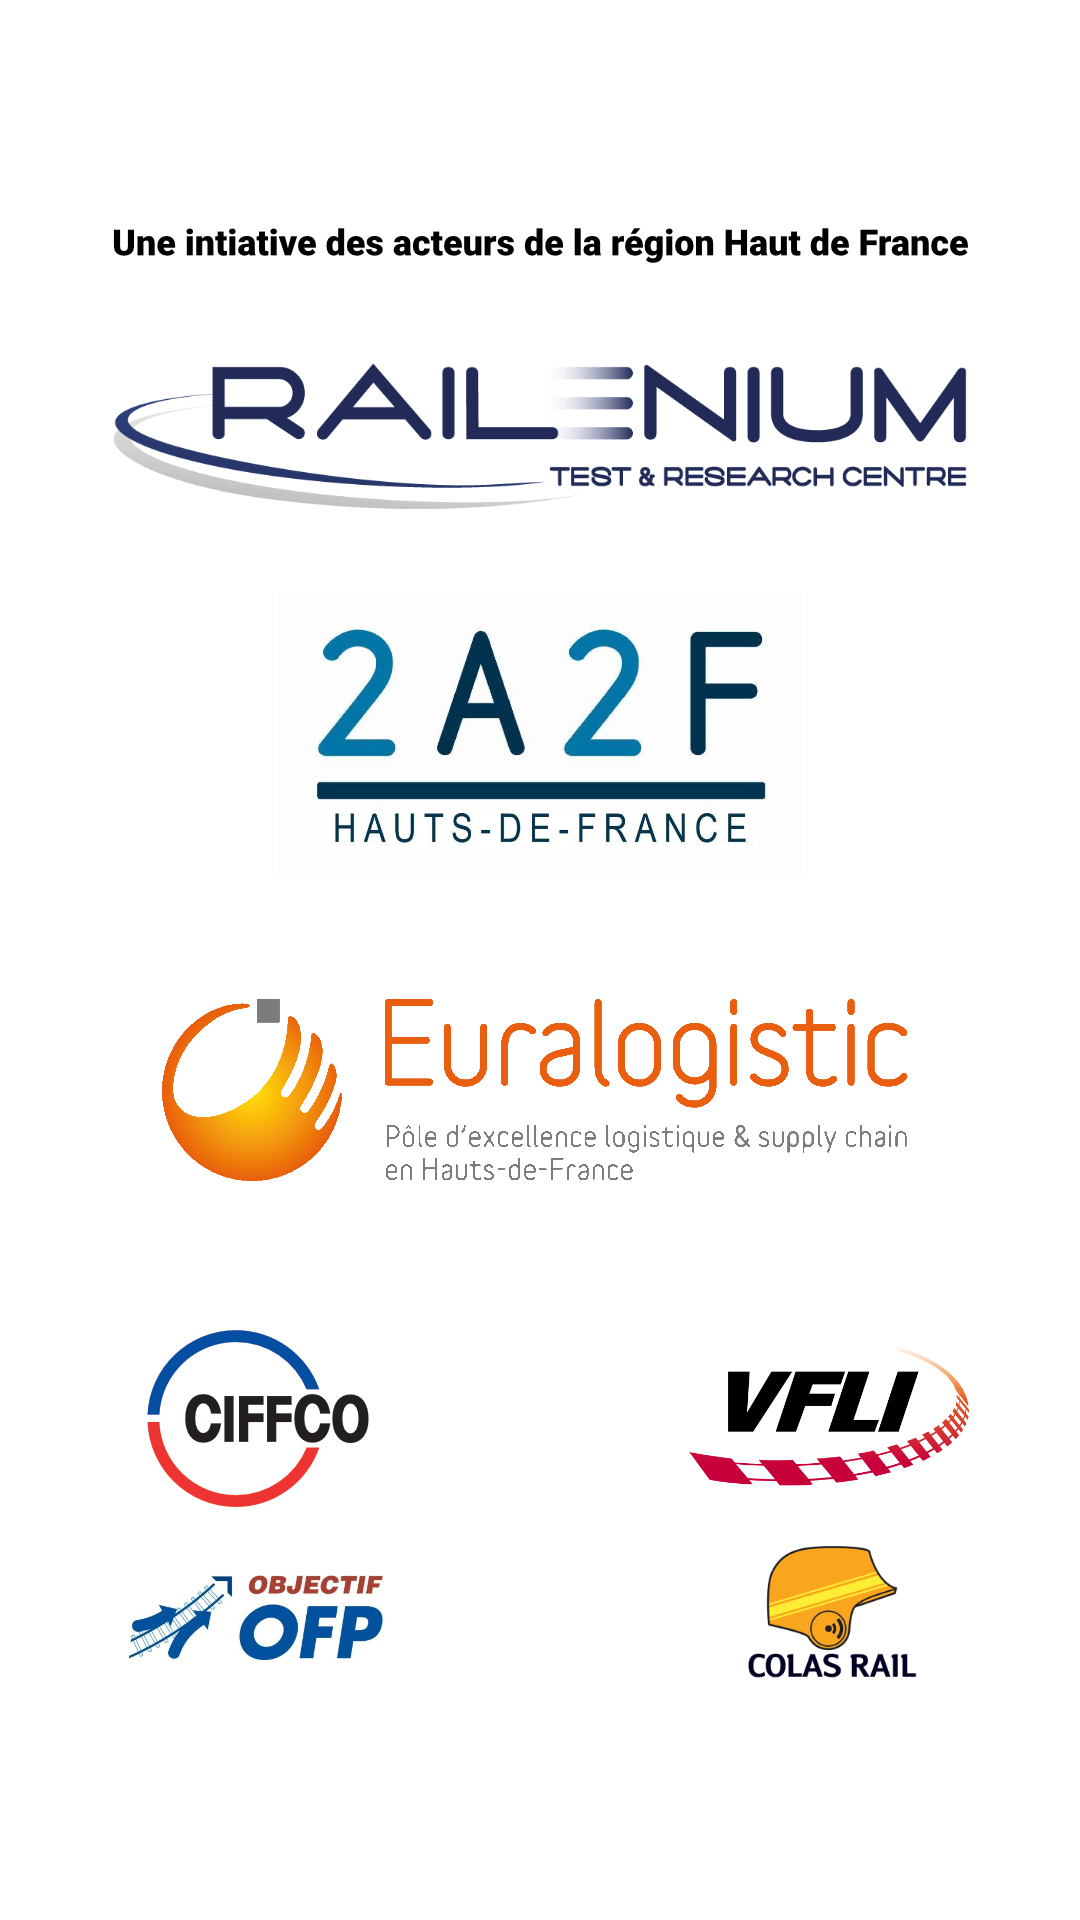 Une intiative des acteurs de la région Haut de France
RAILENIUM
TEST & RESEARCH CENTRE
2A2F
HAUTS-DE-FRANCE
Euralogistic
Pôle d'excellence logistique & supply chain
en Hauts-de-France
CIFFCO
VFLI
OBJECTIF
OFP
COLAS RAIL